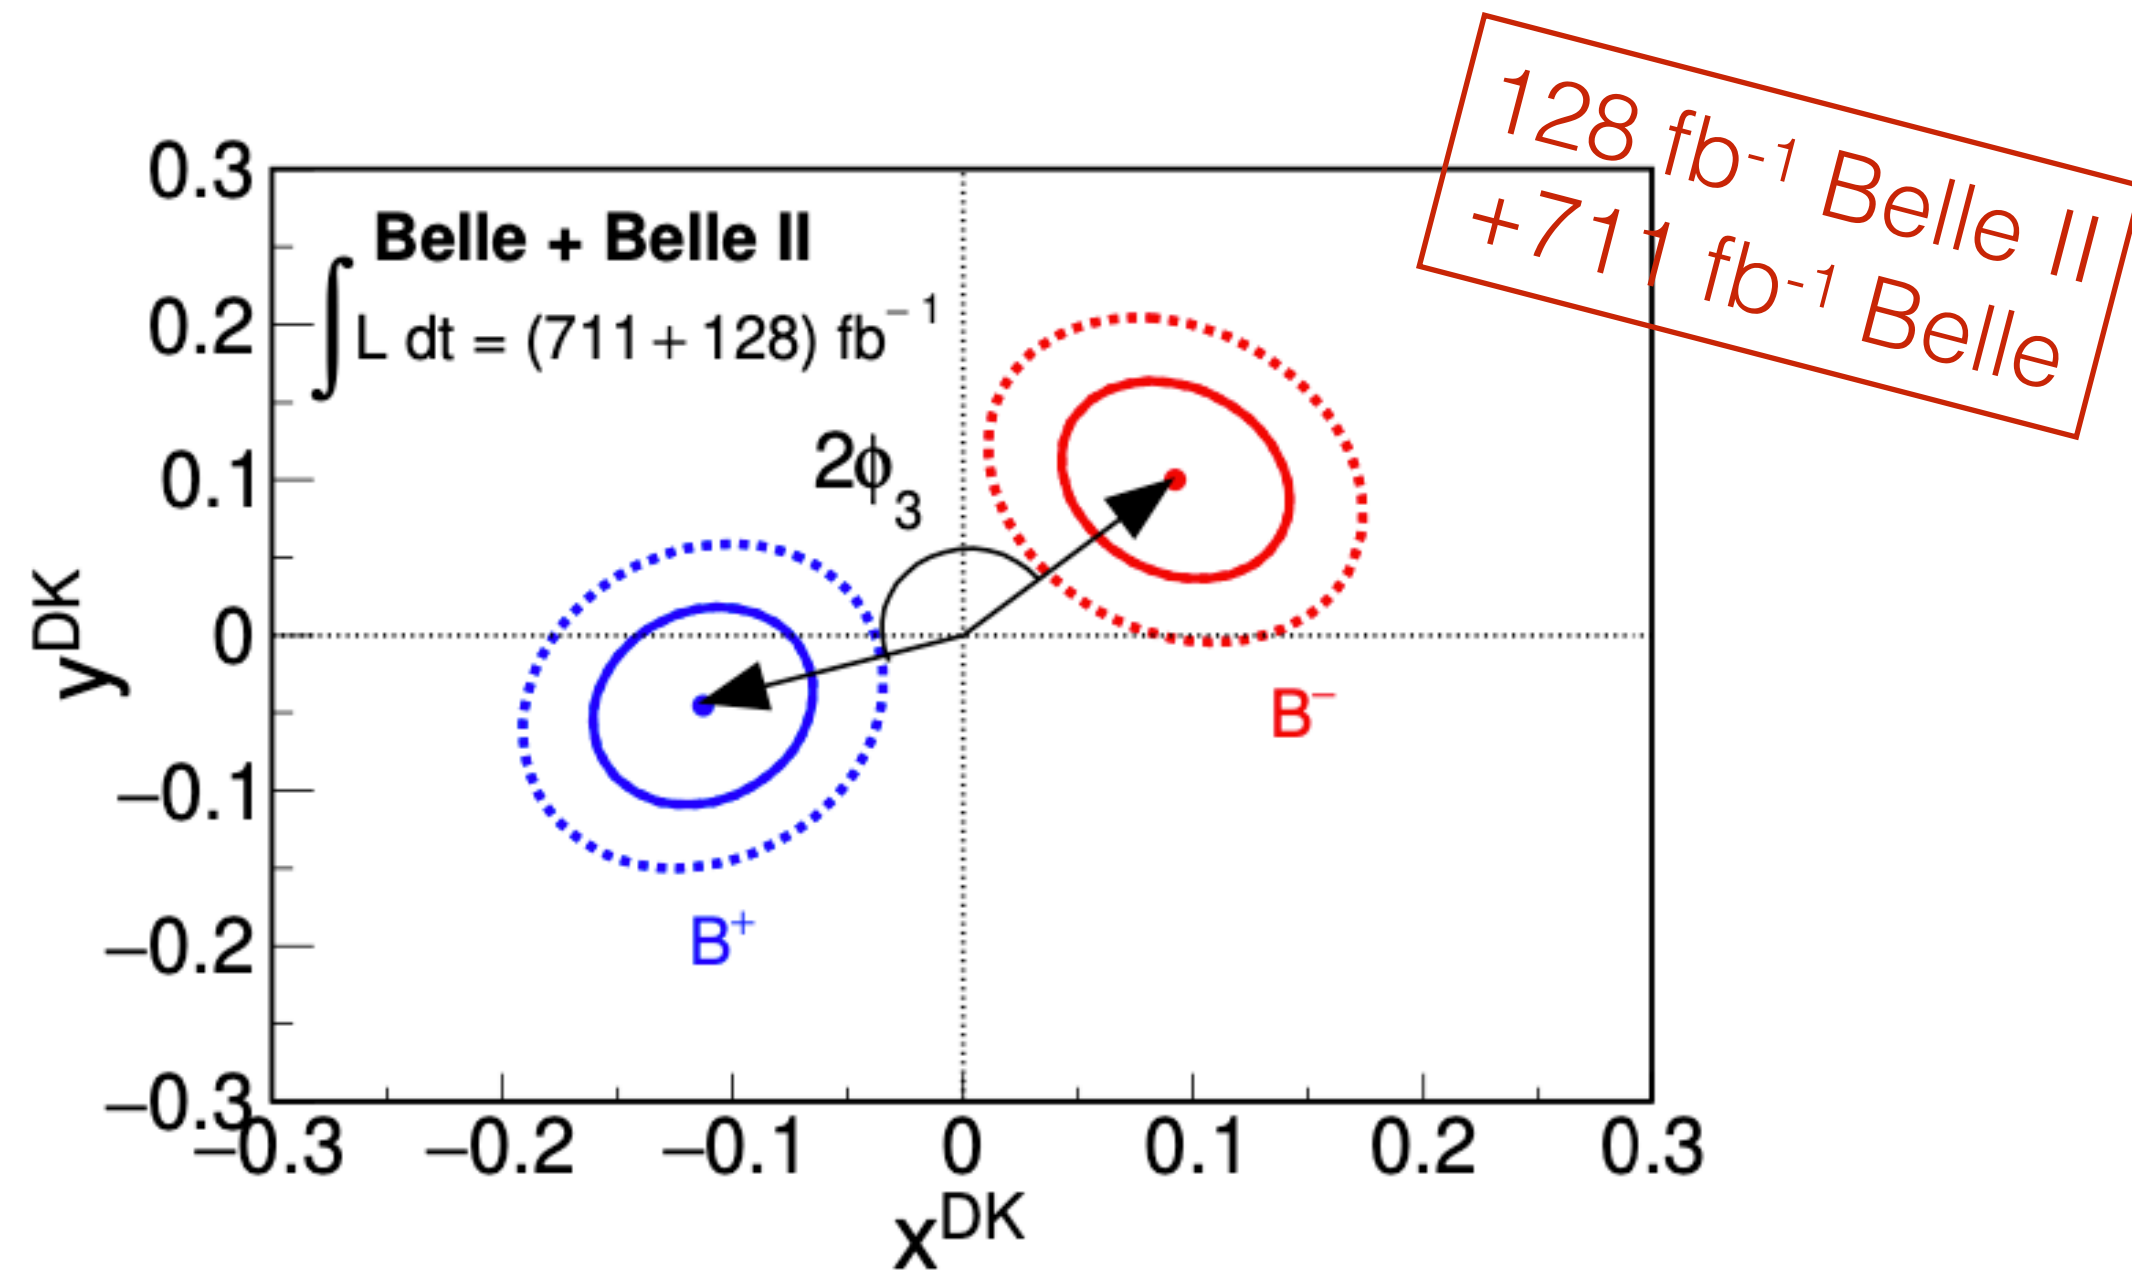 128 fb⁻¹ Belle II
+711 fb⁻¹ Belle
Belle + Belle II
∫ L dt = (711 + 128) fb⁻¹
2ϕ₃
B⁻
B⁺
0.3
0.2
0.1
0
−0.1
−0.2
−0.3
−0.3 −0.2 −0.1 0 0.1 0.2 0.3
yᴰᴷ
xᴰᴷ